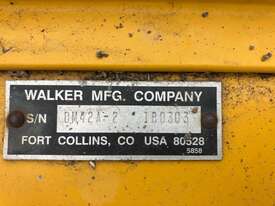 WALKER MFG. COMPANY
S/N DM42A-2 180303
FORT COLLINS, CO USA 80528
5858